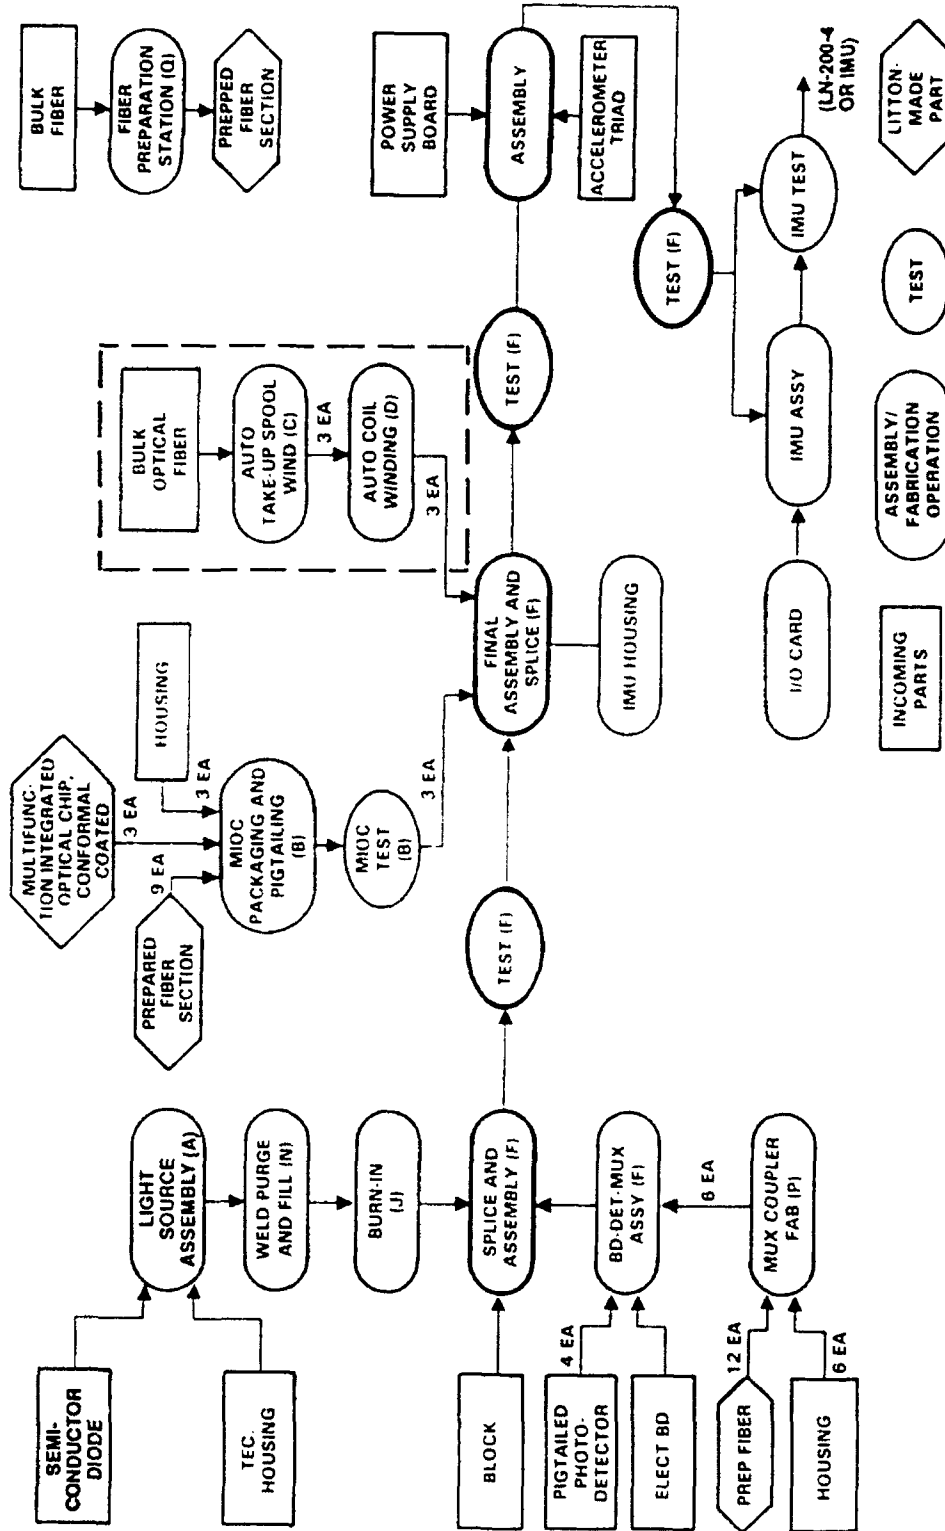 SEMI-
CONDUCTOR
DIODE
TEC.
HOUSING
LIGHT
SOURCE
ASSEMBLY (A)
WELD PURGE
AND FILL (N)
BURN-IN
(J)
BLOCK
SPLICE AND
ASSEMBLY (F)
PIGTAILED
PHOTO-
DETECTOR
4 EA
ELECT BD
BD-DET-MUX
ASSY (F)
6 EA
PREP FIBER
12 EA
HOUSING
6 EA
MUX COUPLER
FAB (P)
MULTIFUNC-
TION INTEGRATED
OPTICAL CHIP,
CONFORMAL
COATED
3 EA
PREPARED
FIBER
SECTION
9 EA
HOUSING
3 EA
MIOC
PACKAGING AND
PIGTAILING
(B)
MIOC
TEST
(B)
3 EA
TEST (F)
BULK
OPTICAL
FIBER
AUTO
TAKE-UP SPOOL
WIND (C)
3 EA
AUTO COIL
WINDING (D)
3 EA
FINAL
ASSEMBLY AND
SPLICE (F)
IMU HOUSING
TEST (F)
BULK
FIBER
FIBER
PREPARATION
STATION (Q)
PREPPED
FIBER
SECTION
POWER
SUPPLY
BOARD
ASSEMBLY
ACCELEROMETER
TRIAD
TEST (F)
I/O CARD
IMU ASSY
IMU TEST
(LN-200-4
OR IMU)
INCOMING
PARTS
ASSEMBLY/
FABRICATION
OPERATION
TEST
LITTON-
MADE
PART